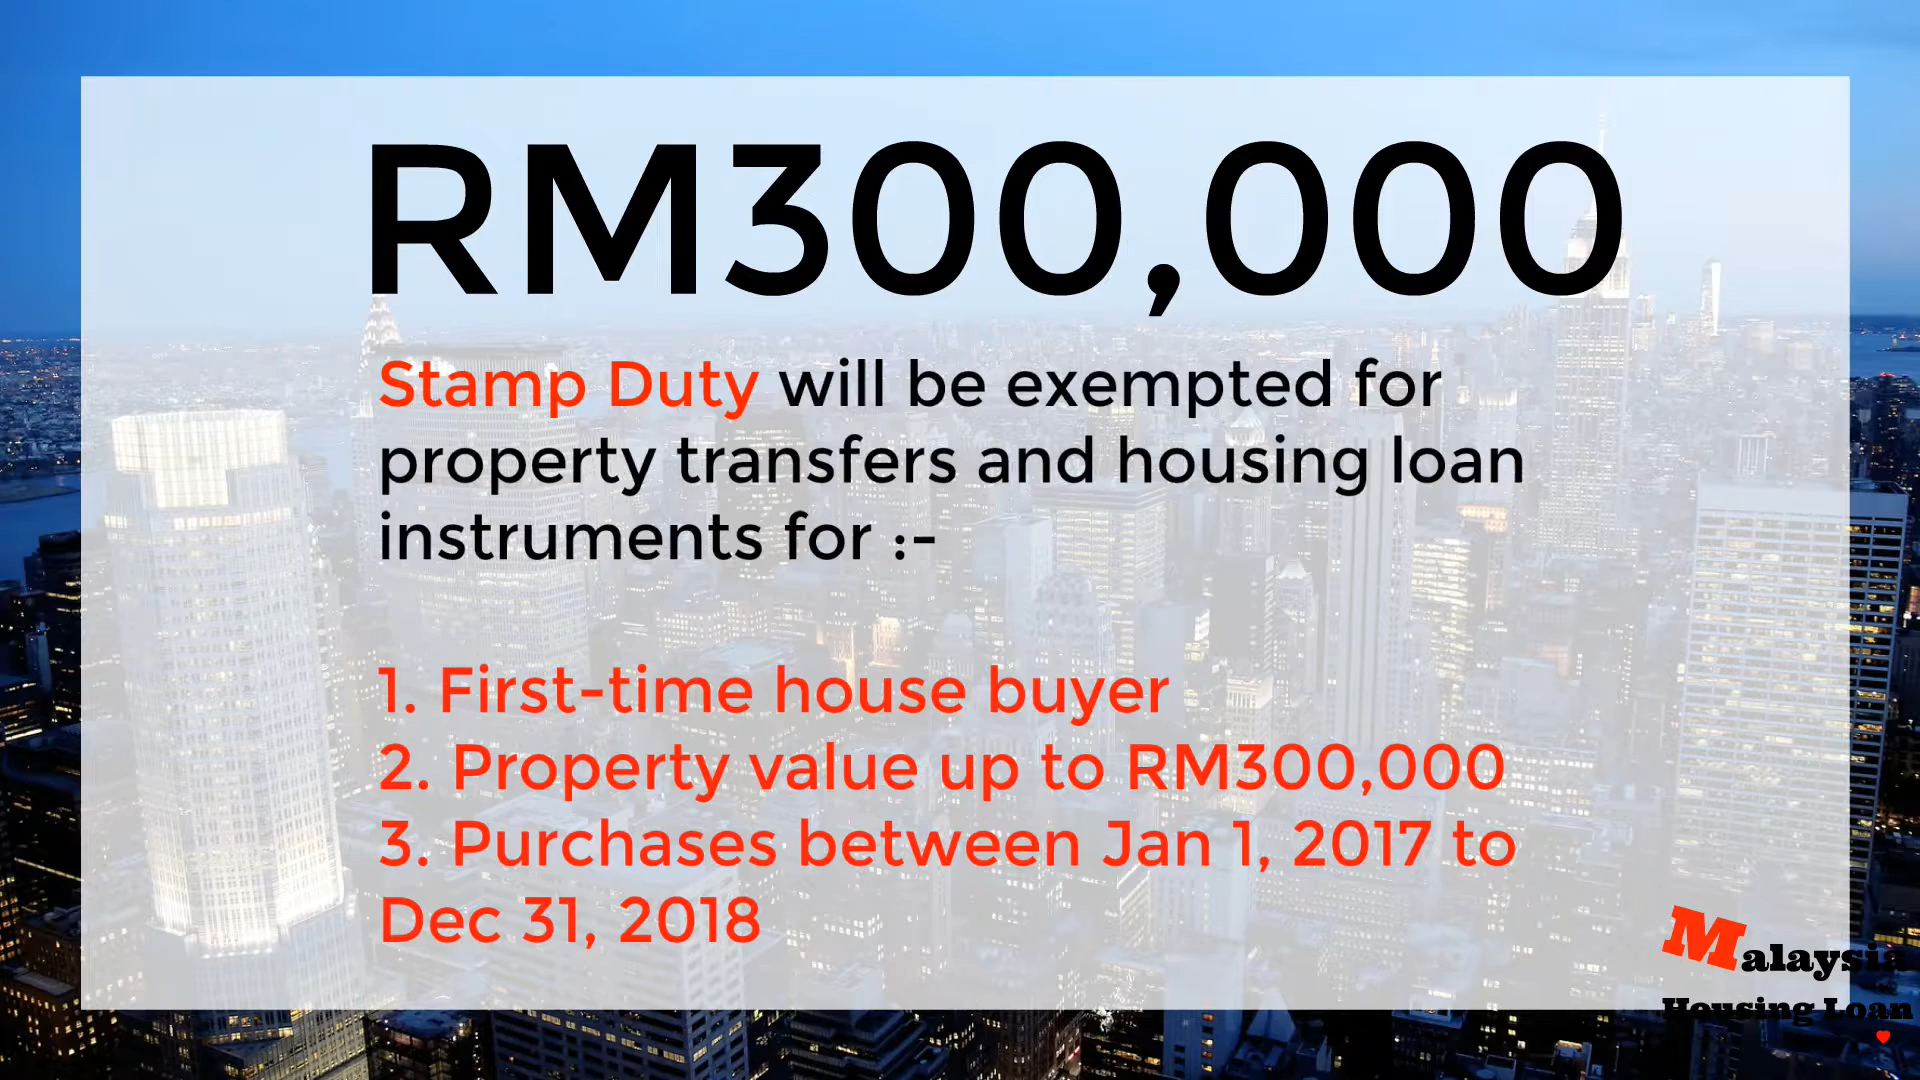 RM300,000
Stamp Duty will be exempted for
property transfers and housing loan
instruments for :-
1. First-time house buyer
2. Property value up to RM300,000
3. Purchases between Jan 1, 2017 to
Dec 31, 2018
Malaysia
Housing Loan